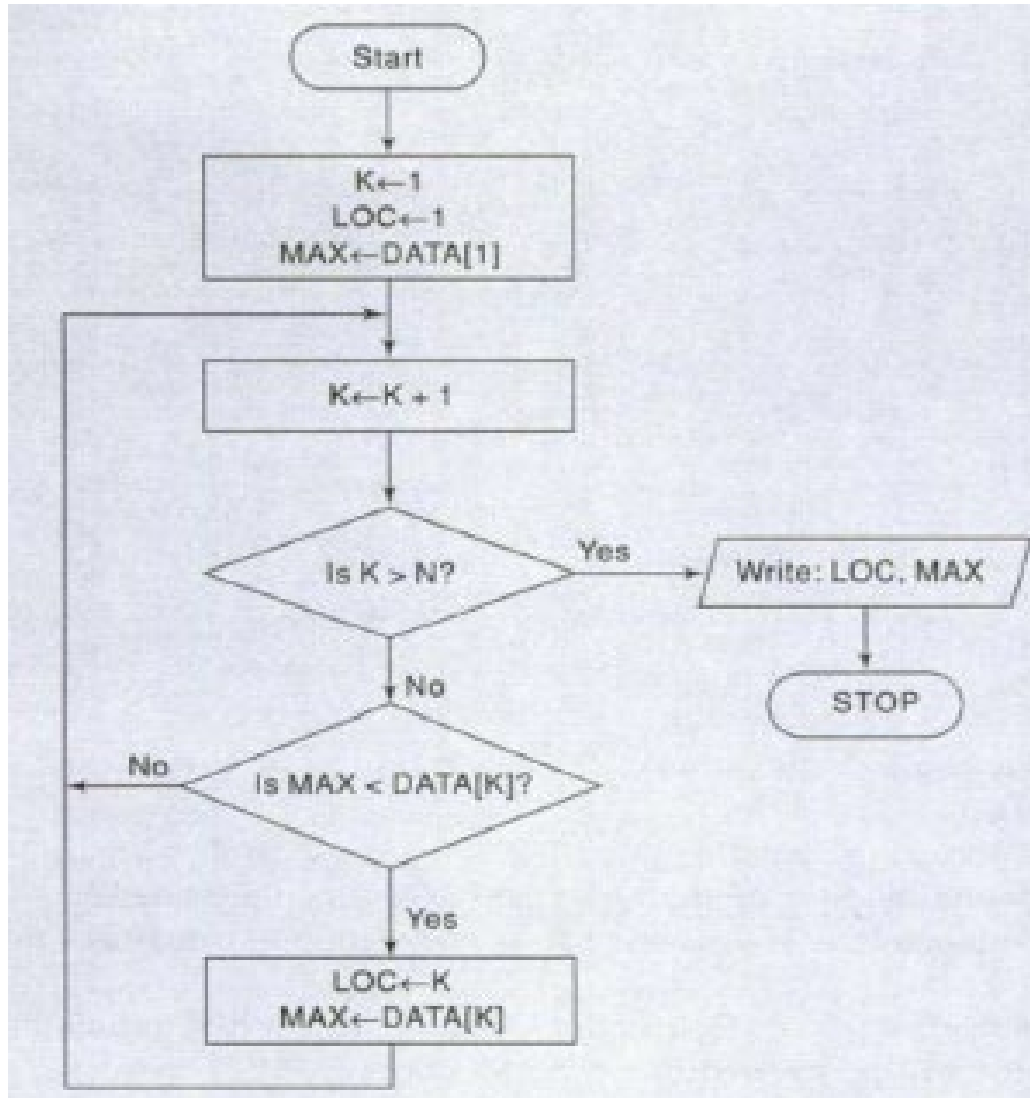 Start
K←1
LOC←1
MAX←DATA[1]
K←K + 1
Is K > N?
Yes
Write: LOC, MAX
STOP
No
Is MAX < DATA[K]?
No
Yes
LOC←K
MAX←DATA[K]